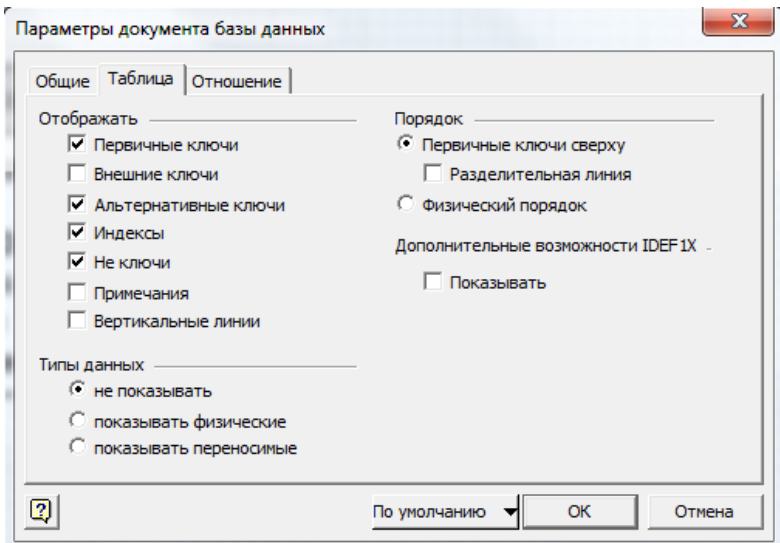 Параметры документа базы данных
Общие Таблица Отношение
Отображать
Первичные ключи
Внешние ключи
Альтернативные ключи
Индексы
Не ключи
Примечания
Вертикальные линии
Типы данных
не показывать
показывать физические
показывать переносимые
Порядок
Первичные ключи сверху
Разделительная линия
Физический порядок
Дополнительные возможности IDEF1X
Показывать
По умолчанию ОК Отмена